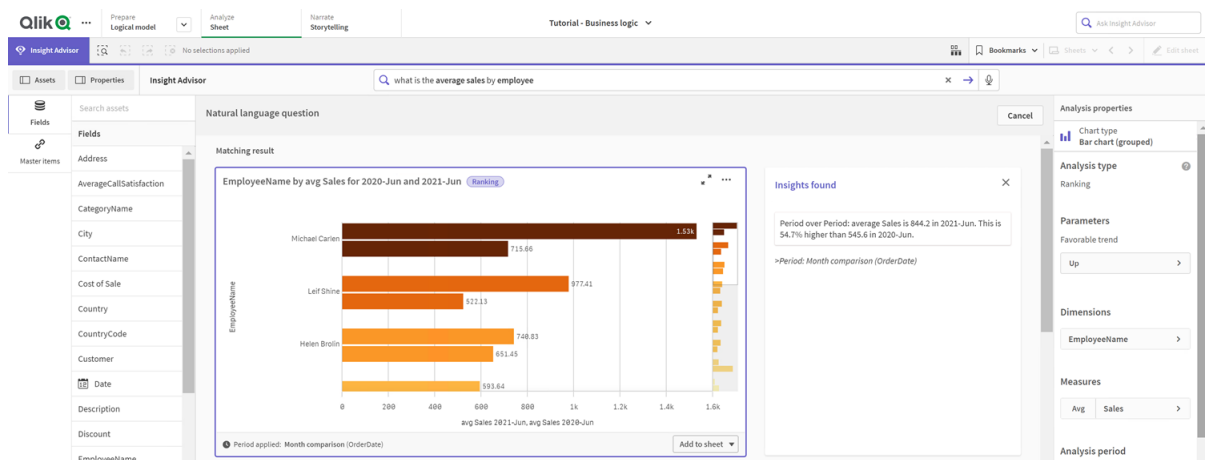 Qlik
...
Prepare
Logical model
Analyze
Sheet
Narrate
Storytelling
Tutorial - Business logic
Ask Insight Advisor
Insight Advisor
No selections applied
Bookmarks
Sheets
Edit sheet
Assets
Properties
Insight Advisor
what is the average sales by employee
Fields
Master items
Search assets
Fields
Address
AverageCallSatisfaction
CategoryName
City
ContactName
Cost of Sale
Country
CountryCode
Customer
Date
Description
Discount
EmployeeName
Natural language question
Cancel
Matching result
EmployeeName by avg Sales for 2020-Jun and 2021-Jun
Ranking
...
EmployeeName
Michael Carlen
1.53k
715.66
Leif Shine
977.41
522.13
Helen Brolin
740.83
651.45
593.64
0 200 400 600 800 1k 1.2k 1.4k 1.6k
avg Sales 2021-Jun, avg Sales 2020-Jun
Period applied: Month comparison (OrderDate)
Add to sheet
Insights found
Period over Period: average Sales is 844.2 in 2021-Jun. This is
54.7% higher than 545.6 in 2020-Jun.
>Period: Month comparison (OrderDate)
Analysis properties
Chart type
Bar chart (grouped)
Analysis type
Ranking
Parameters
Favorable trend
Up
Dimensions
EmployeeName
Measures
Avg Sales
Analysis period